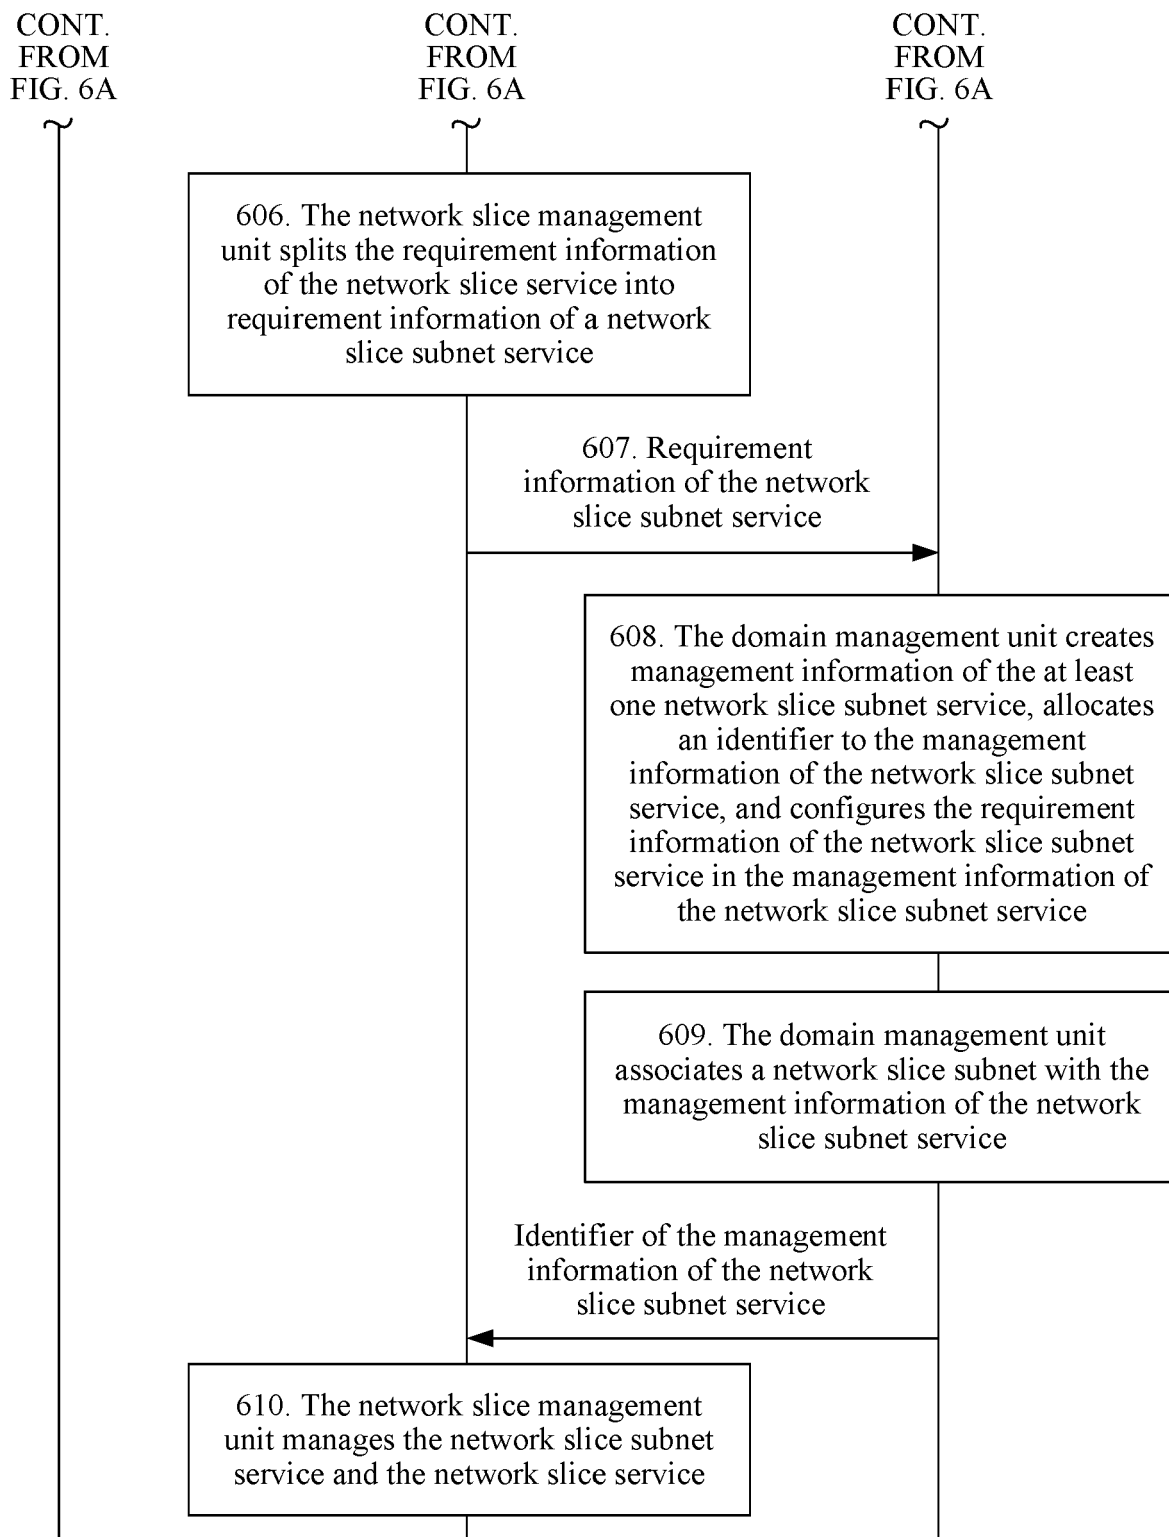 CONT.
FROM
FIG. 6A
CONT.
FROM
FIG. 6A
CONT.
FROM
FIG. 6A
606. The network slice management
unit splits the requirement information
of the network slice service into
requirement information of a network
slice subnet service
607. Requirement
information of the network
slice subnet service
608. The domain management unit creates
management information of the at least
one network slice subnet service, allocates
an identifier to the management
information of the network slice subnet
service, and configures the requirement
information of the network slice subnet
service in the management information of
the network slice subnet service
609. The domain management unit
associates a network slice subnet with the
management information of the network
slice subnet service
Identifier of the management
information of the network
slice subnet service
610. The network slice management
unit manages the network slice subnet
service and the network slice service